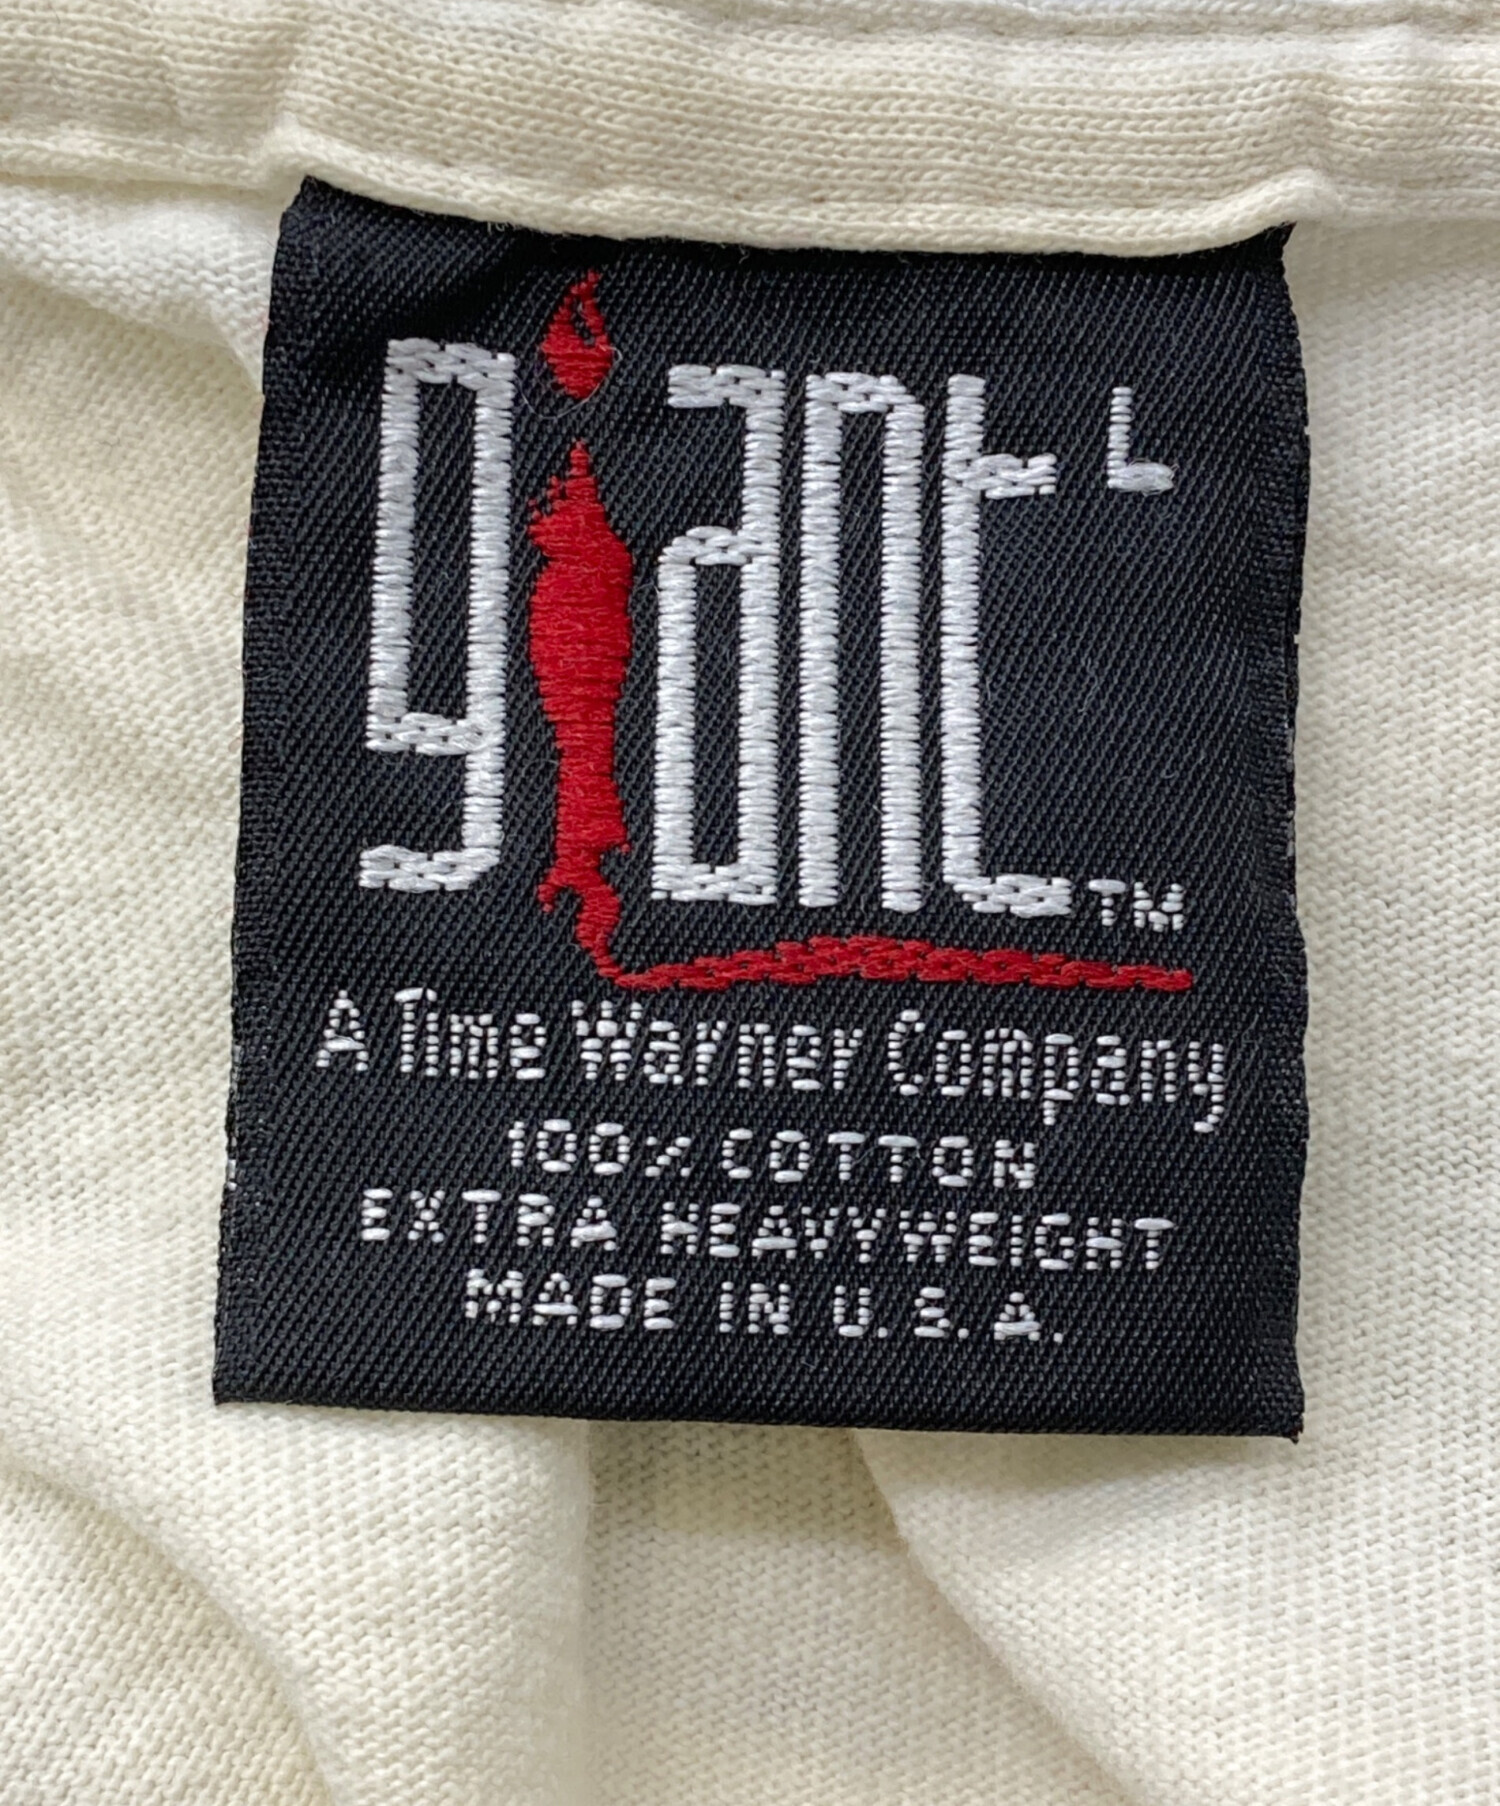 giant L
TM
A Time Warner Company
100% COTTON
EXTRA HEAVYWEIGHT
MADE IN U.S.A.